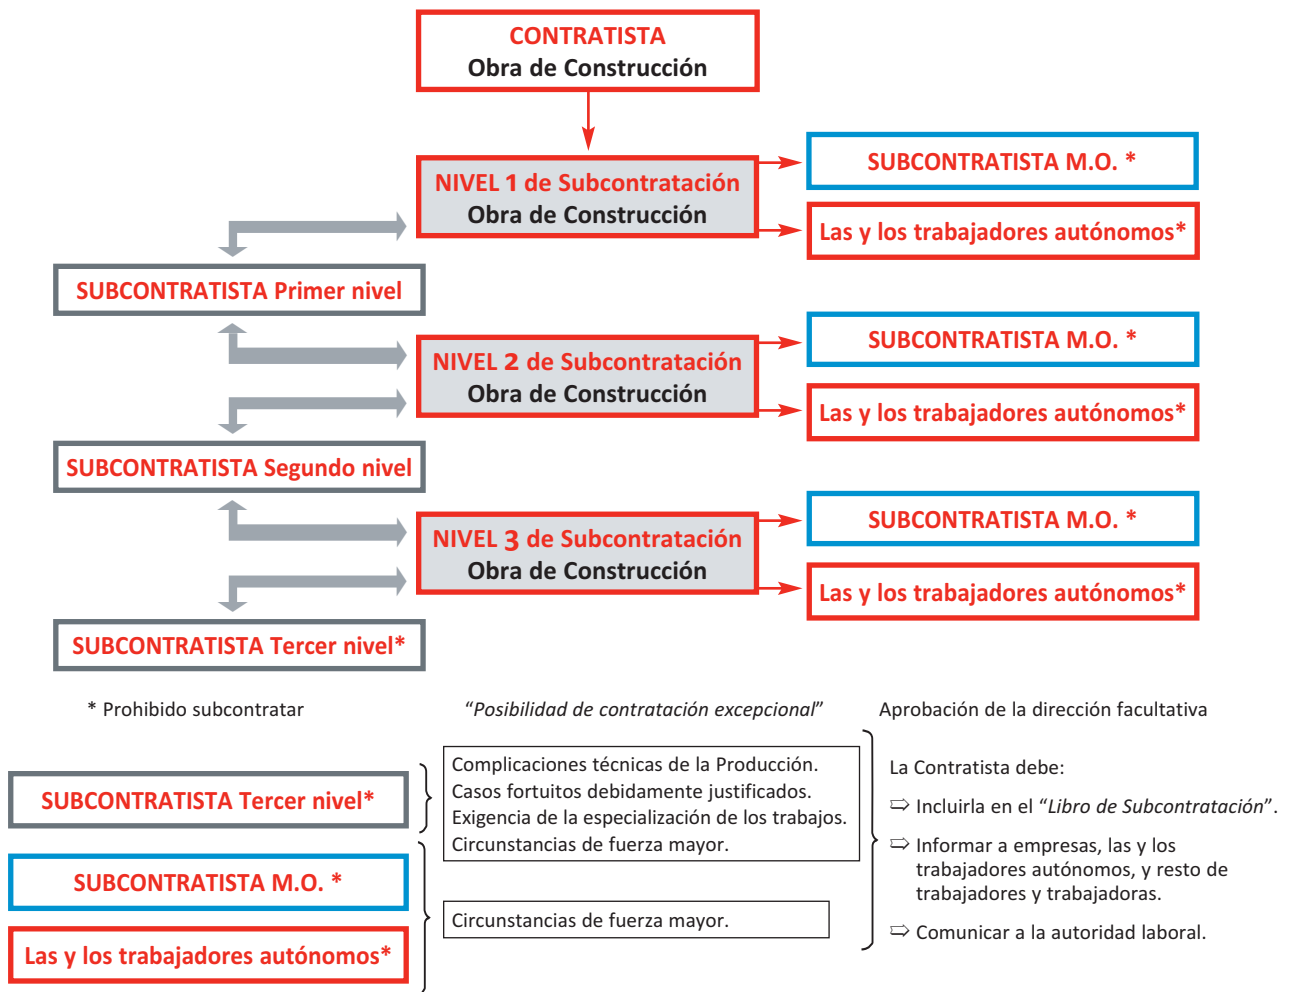 CONTRATISTA
Obra de Construcción
NIVEL 1 de Subcontratación
Obra de Construcción
SUBCONTRATISTA M.O. *
Las y los trabajadores autónomos*
SUBCONTRATISTA Primer nivel
NIVEL 2 de Subcontratación
Obra de Construcción
SUBCONTRATISTA M.O. *
Las y los trabajadores autónomos*
SUBCONTRATISTA Segundo nivel
NIVEL 3 de Subcontratación
Obra de Construcción
SUBCONTRATISTA M.O. *
Las y los trabajadores autónomos*
SUBCONTRATISTA Tercer nivel*
* Prohibido subcontratar
“Posibilidad de contratación excepcional”
Aprobación de la dirección facultativa
SUBCONTRATISTA Tercer nivel*
Complicaciones técnicas de la Producción.
Casos fortuitos debidamente justificados.
Exigencia de la especialización de los trabajos.
Circunstancias de fuerza mayor.
SUBCONTRATISTA M.O. *
Las y los trabajadores autónomos*
Circunstancias de fuerza mayor.
La Contratista debe:
⇨ Incluirla en el “Libro de Subcontratación”.
⇨ Informar a empresas, las y los
trabajadores autónomos, y resto de
trabajadores y trabajadoras.
⇨ Comunicar a la autoridad laboral.